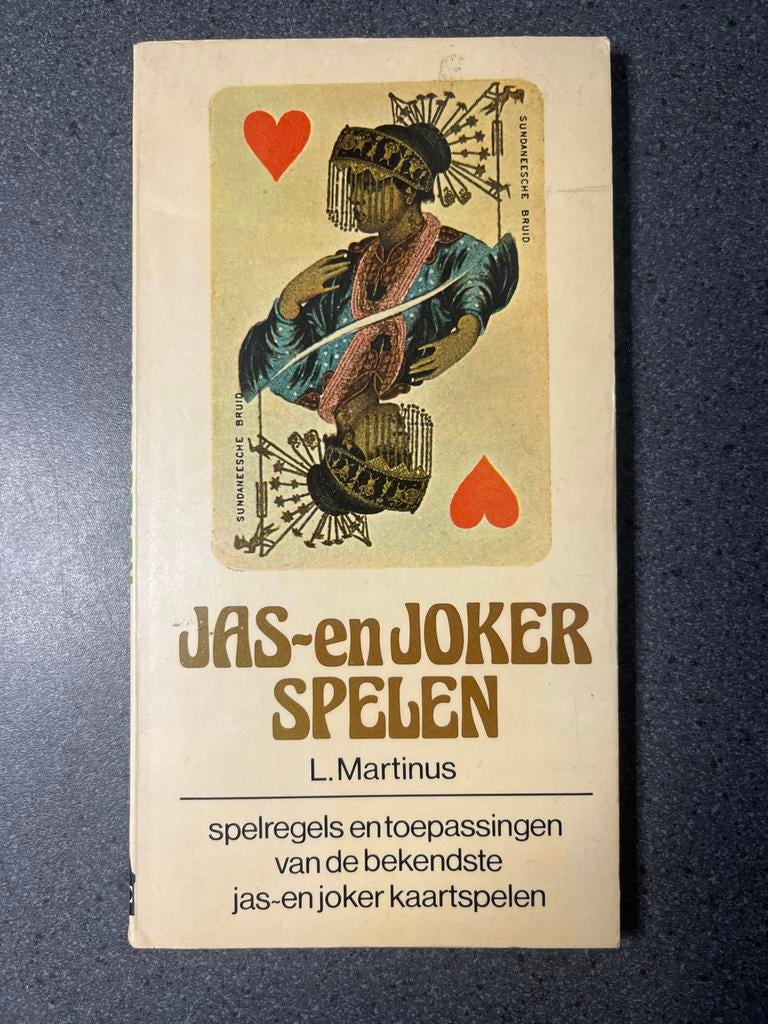 SUNDANEESCHE BRUID
SUNDANEESCHE BRUID
JAS-en JOKER
SPELEN
L. Martinus
spelregels en toepassingen
van de bekendste
jas-en joker kaartspelen